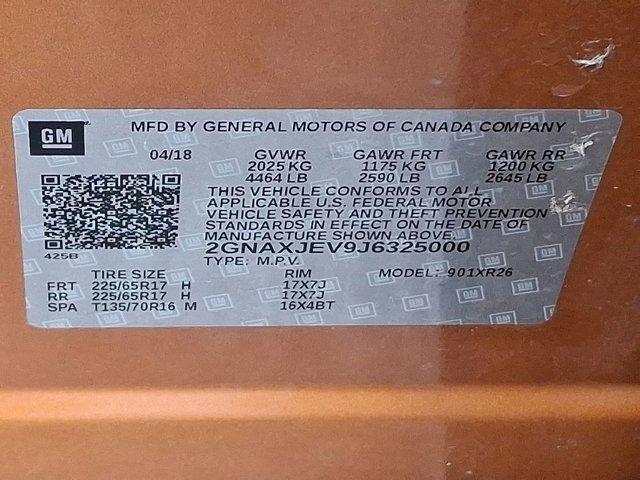 GM MFD BY GENERAL MOTORS OF CANADA COMPANY
04/18 GVWR GAWR FRT GAWR RR
2025 KG 1175 KG 1200 KG
4464 LB 2590 LB 2645 LB
THIS VEHICLE CONFORMS TO ALL
APPLICABLE U.S. FEDERAL MOTOR
VEHICLE SAFETY AND THEFT PREVENTION
STANDARDS IN EFFECT ON THE DATE OF
MANUFACTURE SHOWN ABOVE.
2GNAXJEV9J6325000
425B TYPE: M.P.V.
TIRE SIZE RIM MODEL: 901XR26
FRT 225/65R17 H 17X7J
RR 225/65R17 H 17X7J
SPA T135/70R16 M 16X4BT